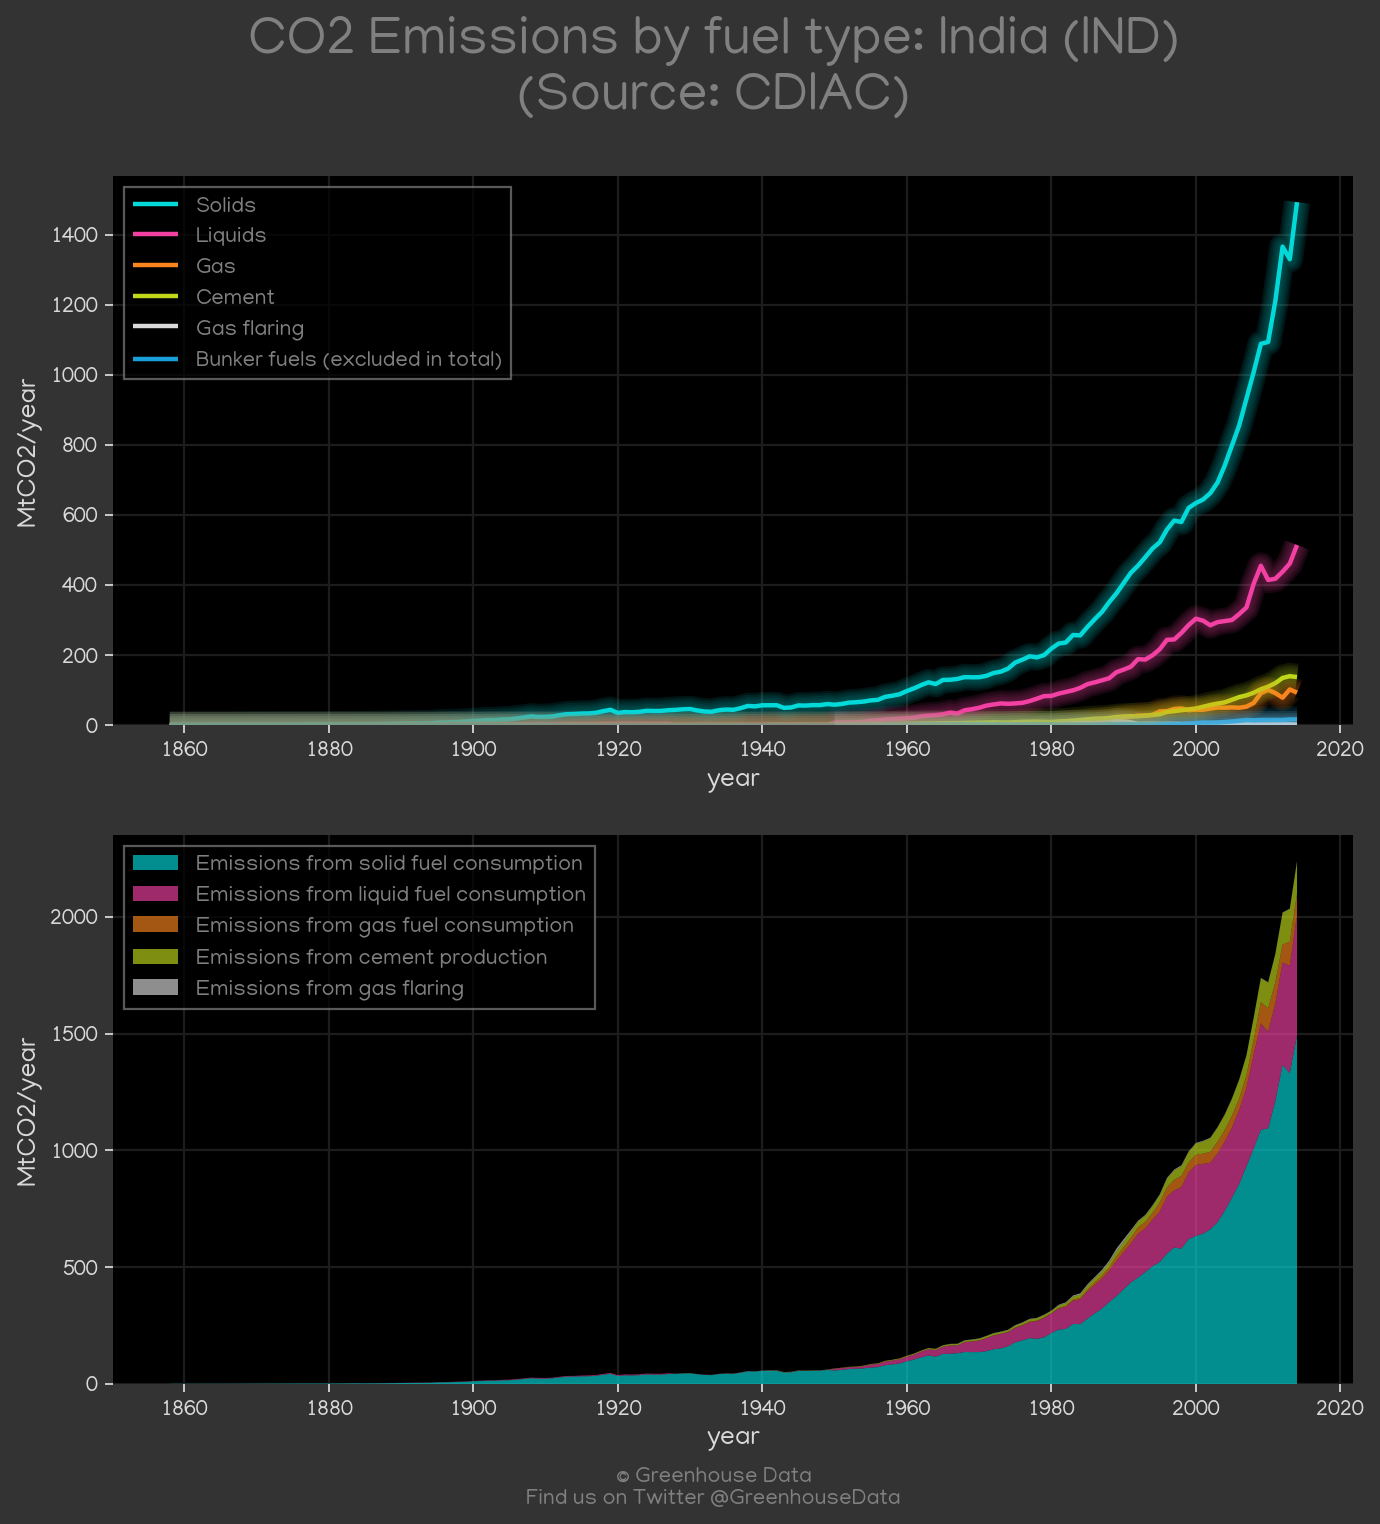 CO2 Emissions by fuel type: India (IND)
(Source: CDIAC)
Solids
Liquids
Gas
Cement
Gas flaring
Bunker fuels (excluded in total)
MtCO2/year
1400
1200
1000
800
600
400
200
0
1860 1880 1900 1920 1940 1960 1980 2000 2020
year
Emissions from solid fuel consumption
Emissions from liquid fuel consumption
Emissions from gas fuel consumption
Emissions from cement production
Emissions from gas flaring
MtCO2/year
2000
1500
1000
500
0
1860 1880 1900 1920 1940 1960 1980 2000 2020
year
© Greenhouse Data
Find us on Twitter @GreenhouseData